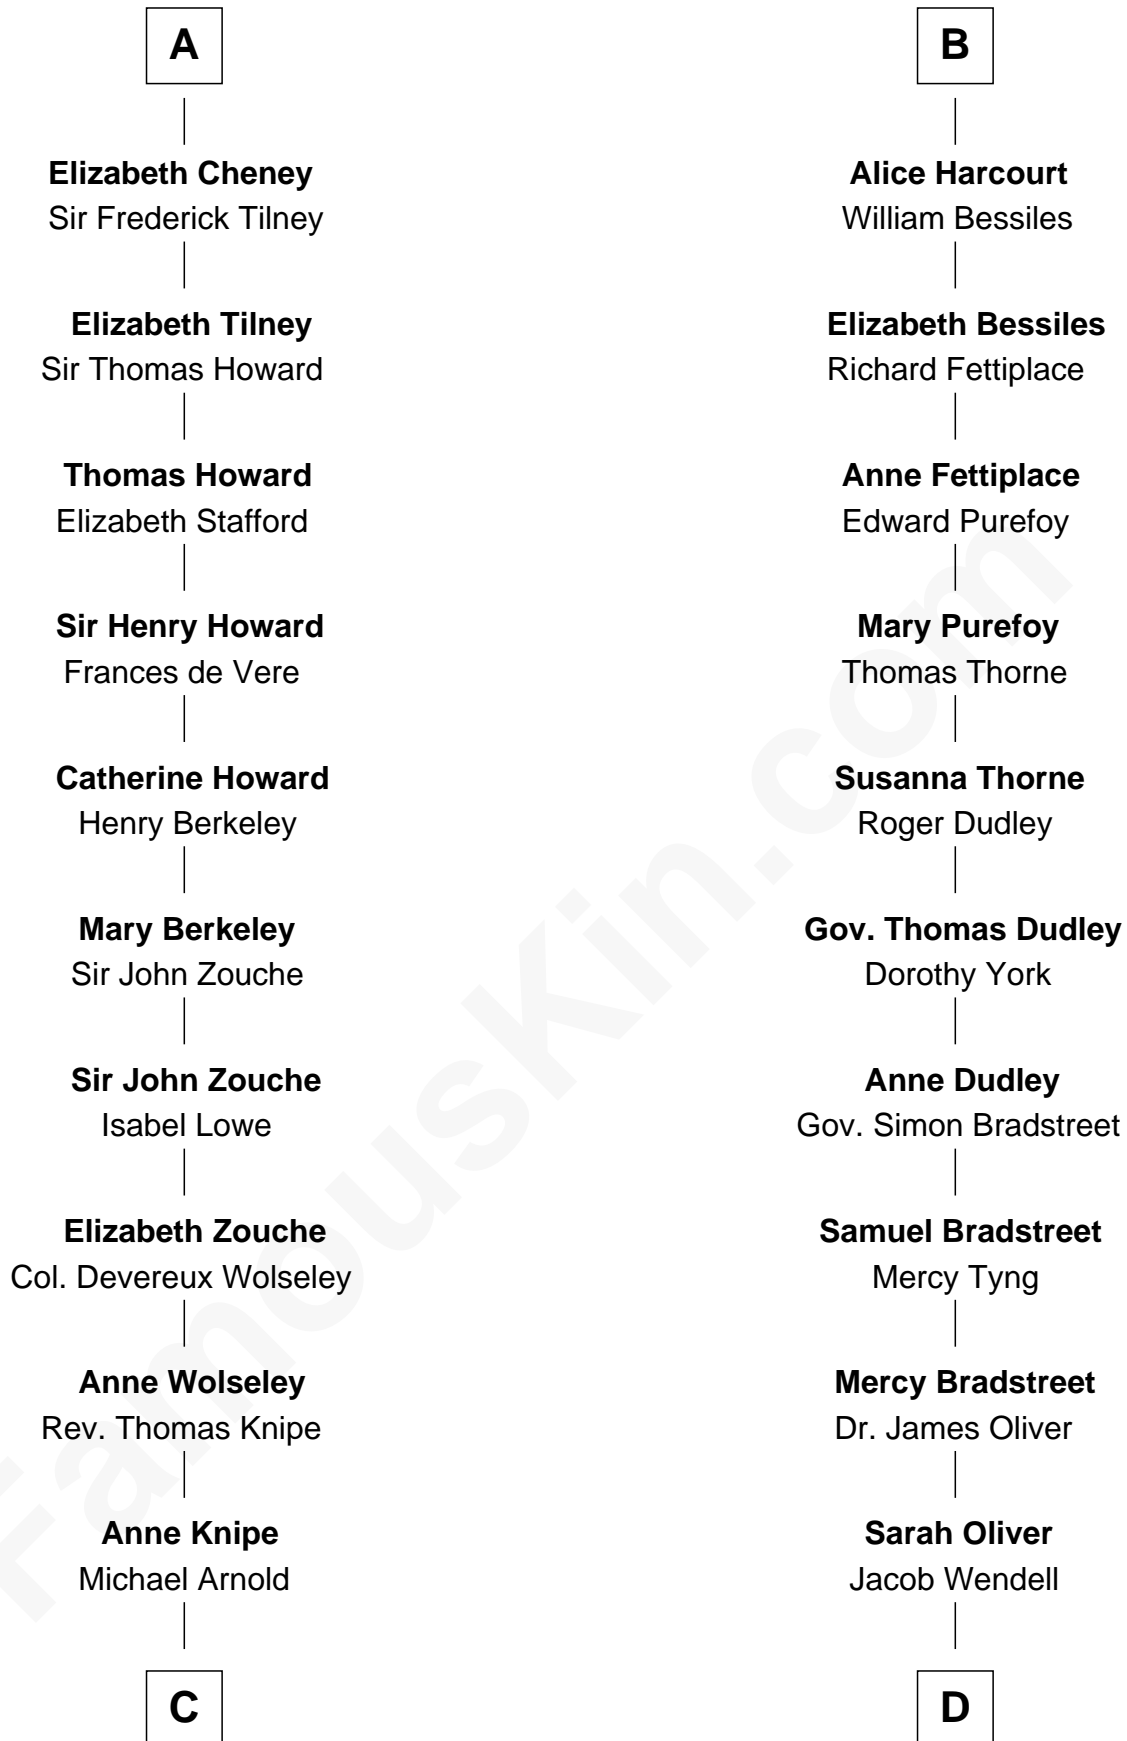 A
Elizabeth Cheney
Sir Frederick Tilney
Elizabeth Tilney
Sir Thomas Howard
Thomas Howard
Elizabeth Stafford
Sir Henry Howard
Frances de Vere
Catherine Howard
Henry Berkeley
Mary Berkeley
Sir John Zouche
Sir John Zouche
Isabel Lowe
Elizabeth Zouche
Col. Devereux Wolseley
Anne Wolseley
Rev. Thomas Knipe
Anne Knipe
Michael Arnold
C
B
Alice Harcourt
William Bessiles
Elizabeth Bessiles
Richard Fettiplace
Anne Fettiplace
Edward Purefoy
Mary Purefoy
Thomas Thorne
Susanna Thorne
Roger Dudley
Gov. Thomas Dudley
Dorothy York
Anne Dudley
Gov. Simon Bradstreet
Samuel Bradstreet
Mercy Tyng
Mercy Bradstreet
Dr. James Oliver
Sarah Oliver
Jacob Wendell
D
FamousKin.com